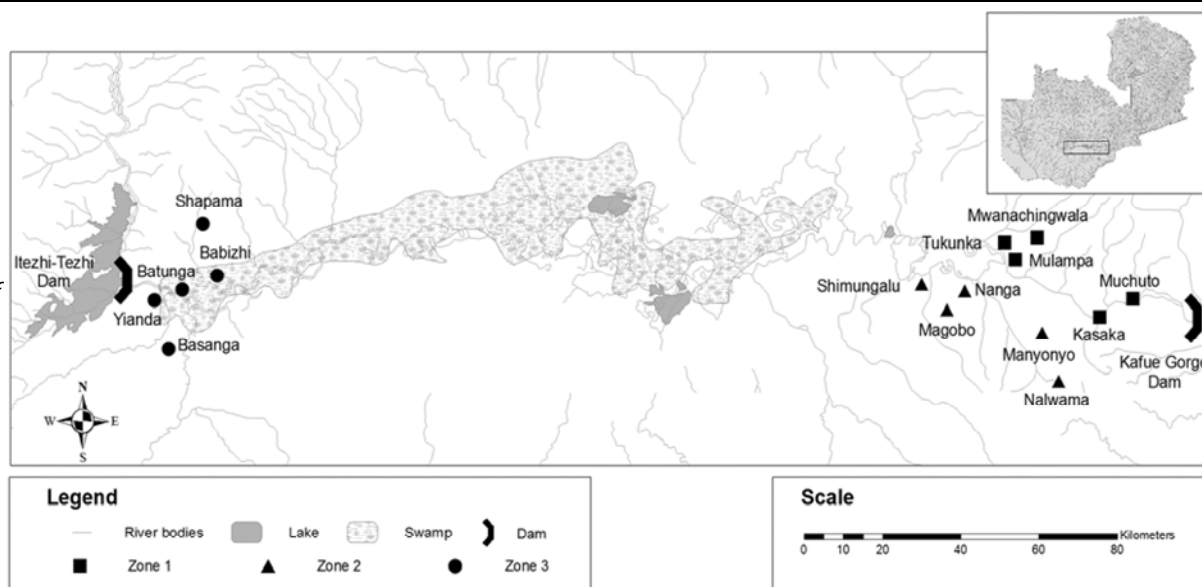 Shapama
Mwanachingwala
Itezhi-Tezhi
Dam
Batunga
Babizhi
Tukunka
Mulampa
Yianda
Shimungalu
Nanga
Muchuto
Basanga
Magobo
Kasaka
Manyonyo
Kafue Gorge
Dam
Nalwama
N
W E
S
Legend
River bodies Lake Swamp Dam
Zone 1 Zone 2 Zone 3
Scale
Kilometers
0 10 20 40 60 80